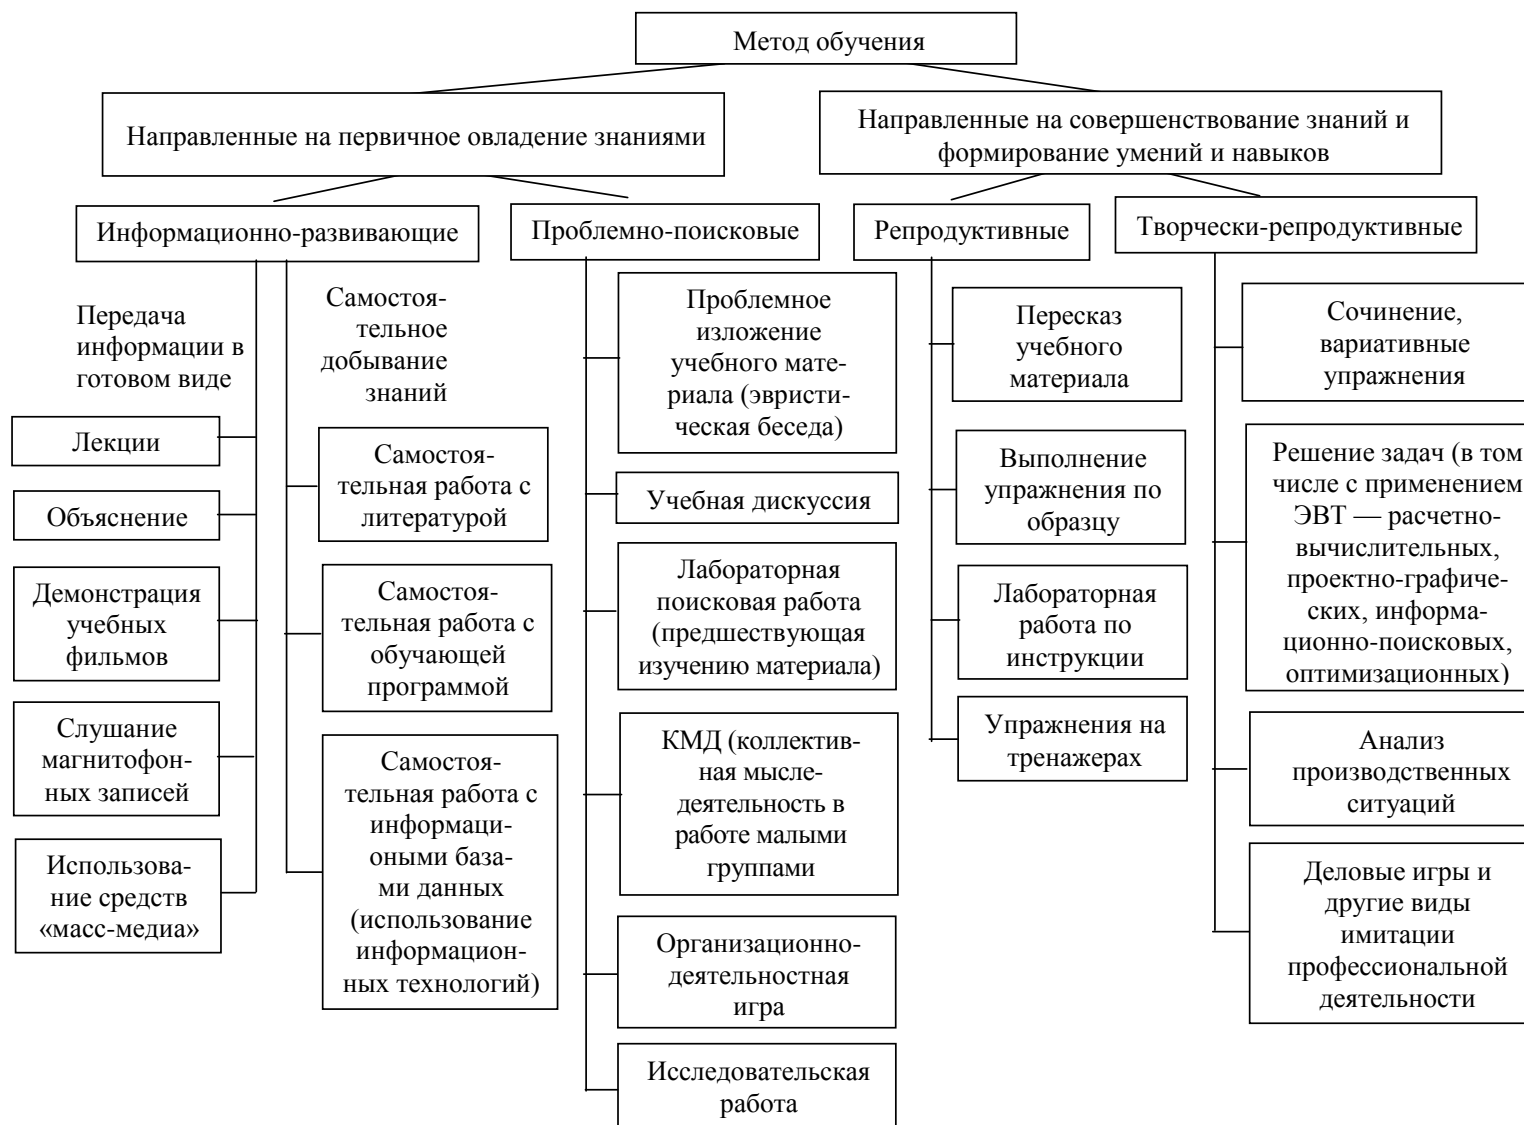 Метод обучения
Направленные на первичное овладение знаниями
Направленные на совершенствование знаний и
формирование умений и навыков
Информационно-развивающие
Проблемно-поисковые
Репродуктивные
Творчески-репродуктивные
Передача
информации в
готовом виде
Лекции
Объяснение
Демонстрация
учебных
фильмов
Слушание
магнитофон-
ных записей
Использова-
ние средств
«масс-медиа»
Самостоя-
тельное
добывание
знаний
Самостоя-
тельная работа с
литературой
Самостоя-
тельная работа с
обучающей
программой
Самостоя-
тельная работа с
информаци-
оными база-
ми данных
(использование
информацион-
ных технологий)
Проблемное
изложение
учебного мате-
риала (эвристи-
ческая беседа)
Учебная дискуссия
Лабораторная
поисковая работа
(предшествующая
изучению материала)
КМД (коллектив-
ная мысле-
деятельность в
работе малыми
группами
Организационно-
деятельностная
игра
Исследовательская
работа
Пересказ
учебного
материала
Выполнение
упражнения по
образцу
Лабораторная
работа по
инструкции
Упражнения на
тренажерах
Сочинение,
вариативные
упражнения
Решение задач (в том
числе с применением
ЭВТ — расчетно-
вычислительных,
проектно-графиче-
ских, информа-
ционно-поисковых,
оптимизационных)
Анализ
производственных
ситуаций
Деловые игры и
другие виды
имитации
профессиональной
деятельности